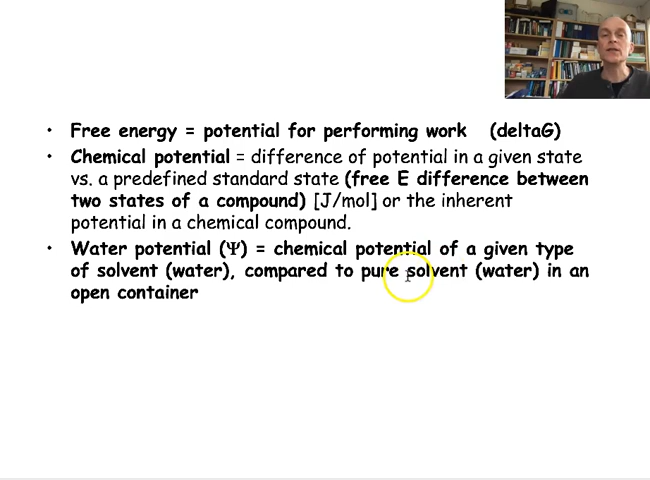 • Free energy = potential for performing work (deltaG)
• Chemical potential = difference of potential in a given state
vs. a predefined standard state (free E difference between
two states of a compound) [J/mol] or the inherent
potential in a chemical compound.
• Water potential (Ψ) = chemical potential of a given type
of solvent (water), compared to pure solvent (water) in an
open container